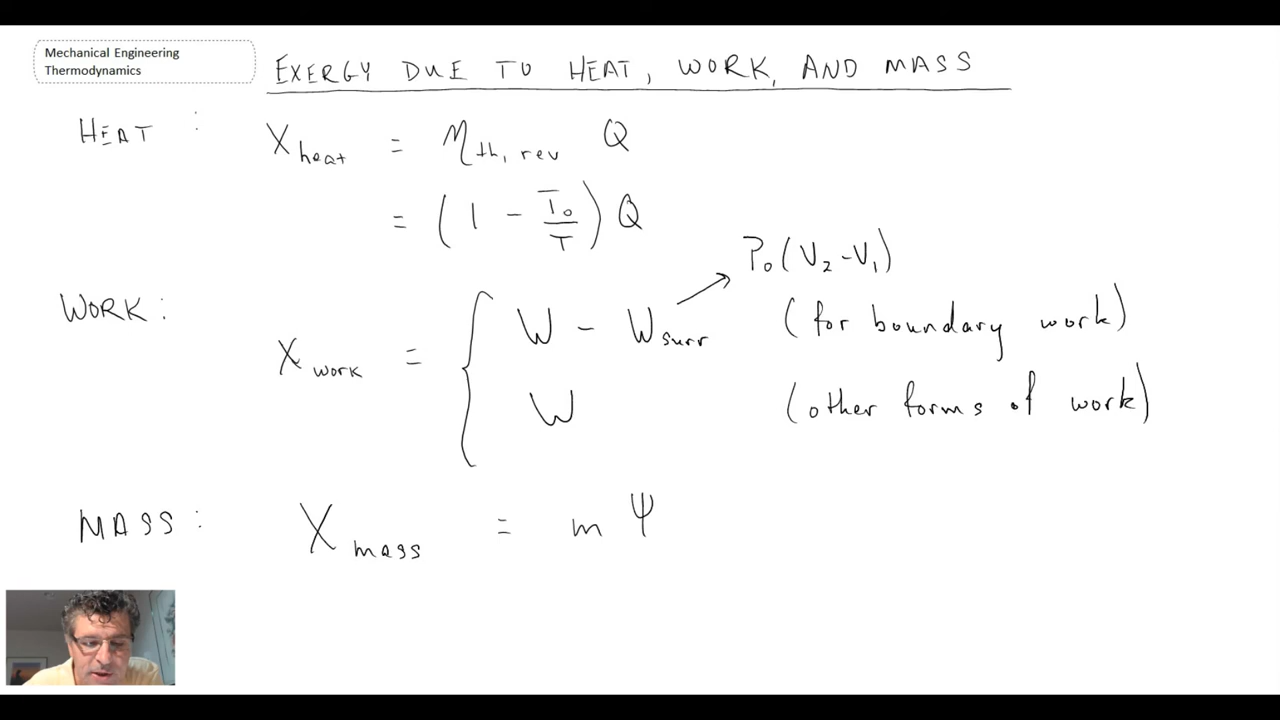 Mechanical Engineering
Thermodynamics
EXERGY DUE TO HEAT, WORK, AND MASS
HEAT : X_heat = η_th, rev Q
= (1 - T₀/T) Q
P₀(V₂-V₁)
WORK : X_work = { W - W_surr (for boundary work)
W (other forms of work)
MASS : X_mass = m Ψ